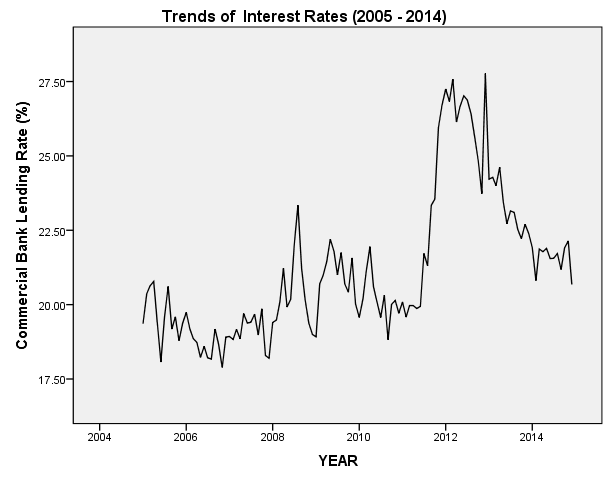 Trends of Interest Rates (2005 - 2014)
Commercial Bank Lending Rate (%)
27.50
25.00
22.50
20.00
17.50
2004 2006 2008 2010 2012 2014
YEAR